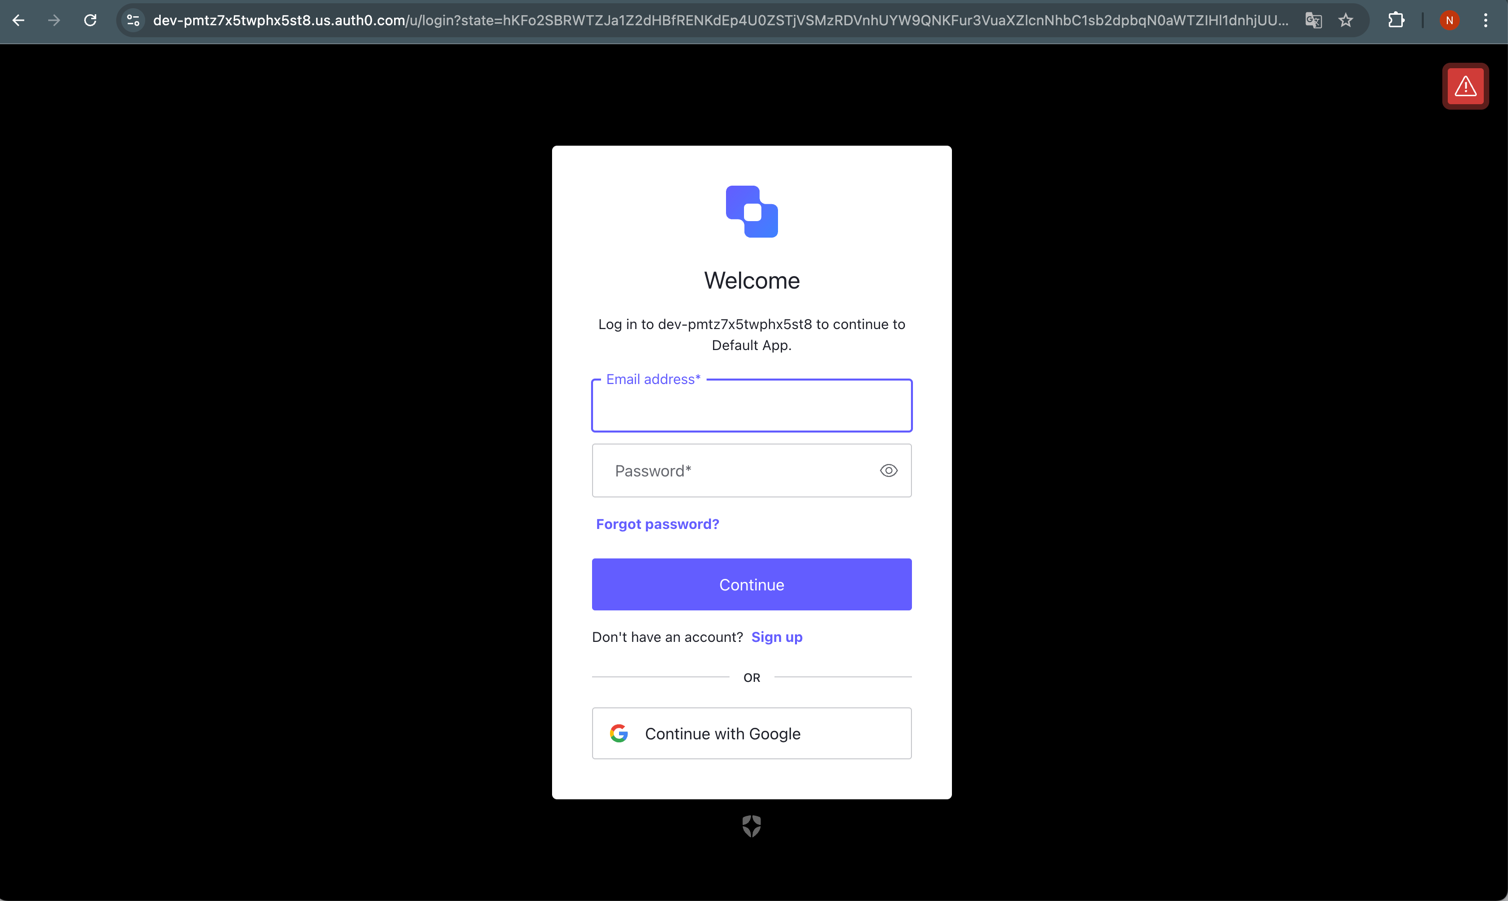 dev-pmtz7x5twphx5st8.us.auth0.com/u/login?state=hKFo2SBRWTZJa1Z2dHBfRENKdEp4U0ZSTjVSMzRDVnhUYW9QNKFur3VuaXZlcnNhbC1sb2dpbqN0aWTZIHl1dnhjUU...
N
Welcome
Log in to dev-pmtz7x5twphx5st8 to continue to
Default App.
Email address*
Password*
Forgot password?
Continue
Don't have an account? Sign up
OR
Continue with Google